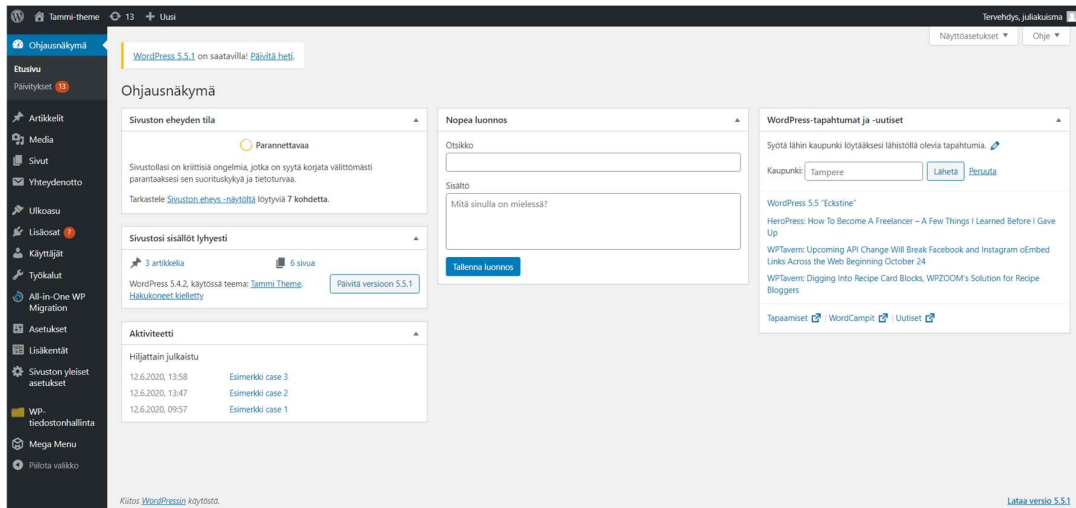 Tammi-theme 13 + Uusi
Tervehdys, juliakuisma
Ohjausnäkymä
Etusivu
Päivitykset 13
Artikkelit
Media
Sivut
Yhteydenotto
Ulkoasu
Lisäosat 7
Käyttäjät
Työkalut
All-in-One WP
Migration
Asetukset
Lisäkentät
Sivuston yleiset
asetukset
WP-
tiedostonhallinta
Mega Menu
Piilota valikko
Näyttöasetukset ▼ Ohje ▼
WordPress 5.5.1 on saatavilla! Päivitä heti.
Ohjausnäkymä
Sivuston eheyden tila
Parannettavaa
Sivustollasi on kriittisiä ongelmia, jotka on syytä korjata välittömästi
parantaaksesi sen suorituskykyä ja tietoturvaa.
Tarkastele Sivuston eheys -näytöltä löytyviä 7 kohdetta.
Sivustosi sisällöt lyhyesti
3 artikkelia 6 sivua
WordPress 5.4.2, käytössä teema: Tammi Theme. Päivitä versioon 5.5.1
Hakukoneet kielletty
Aktiviteetti
Hiljattain julkaistu
12.6.2020, 13:58 Esimerkki case 3
12.6.2020, 13:47 Esimerkki case 2
12.6.2020, 09:57 Esimerkki case 1
Nopea luonnos
Otsikko
Sisältö
Mitä sinulla on mielessä?
Tallenna luonnos
WordPress-tapahtumat ja -uutiset
Syötä lähin kaupunki löytääksesi lähistöllä olevia tapahtumia.
Kaupunki: Tampere Lähetä Peruuta
WordPress 5.5 "Eckstine"
HeroPress: How To Become A Freelancer – A Few Things I Learned Before I Gave
Up
WPTavern: Upcoming API Change Will Break Facebook and Instagram oEmbed
Links Across the Web Beginning October 24
WPTavern: Digging Into Recipe Card Blocks, WPZOOM's Solution for Recipe
Bloggers
Tapaamiset | WordCampit | Uutiset
Kiitos WordPressin käytöstä.
Lataa versio 5.5.1